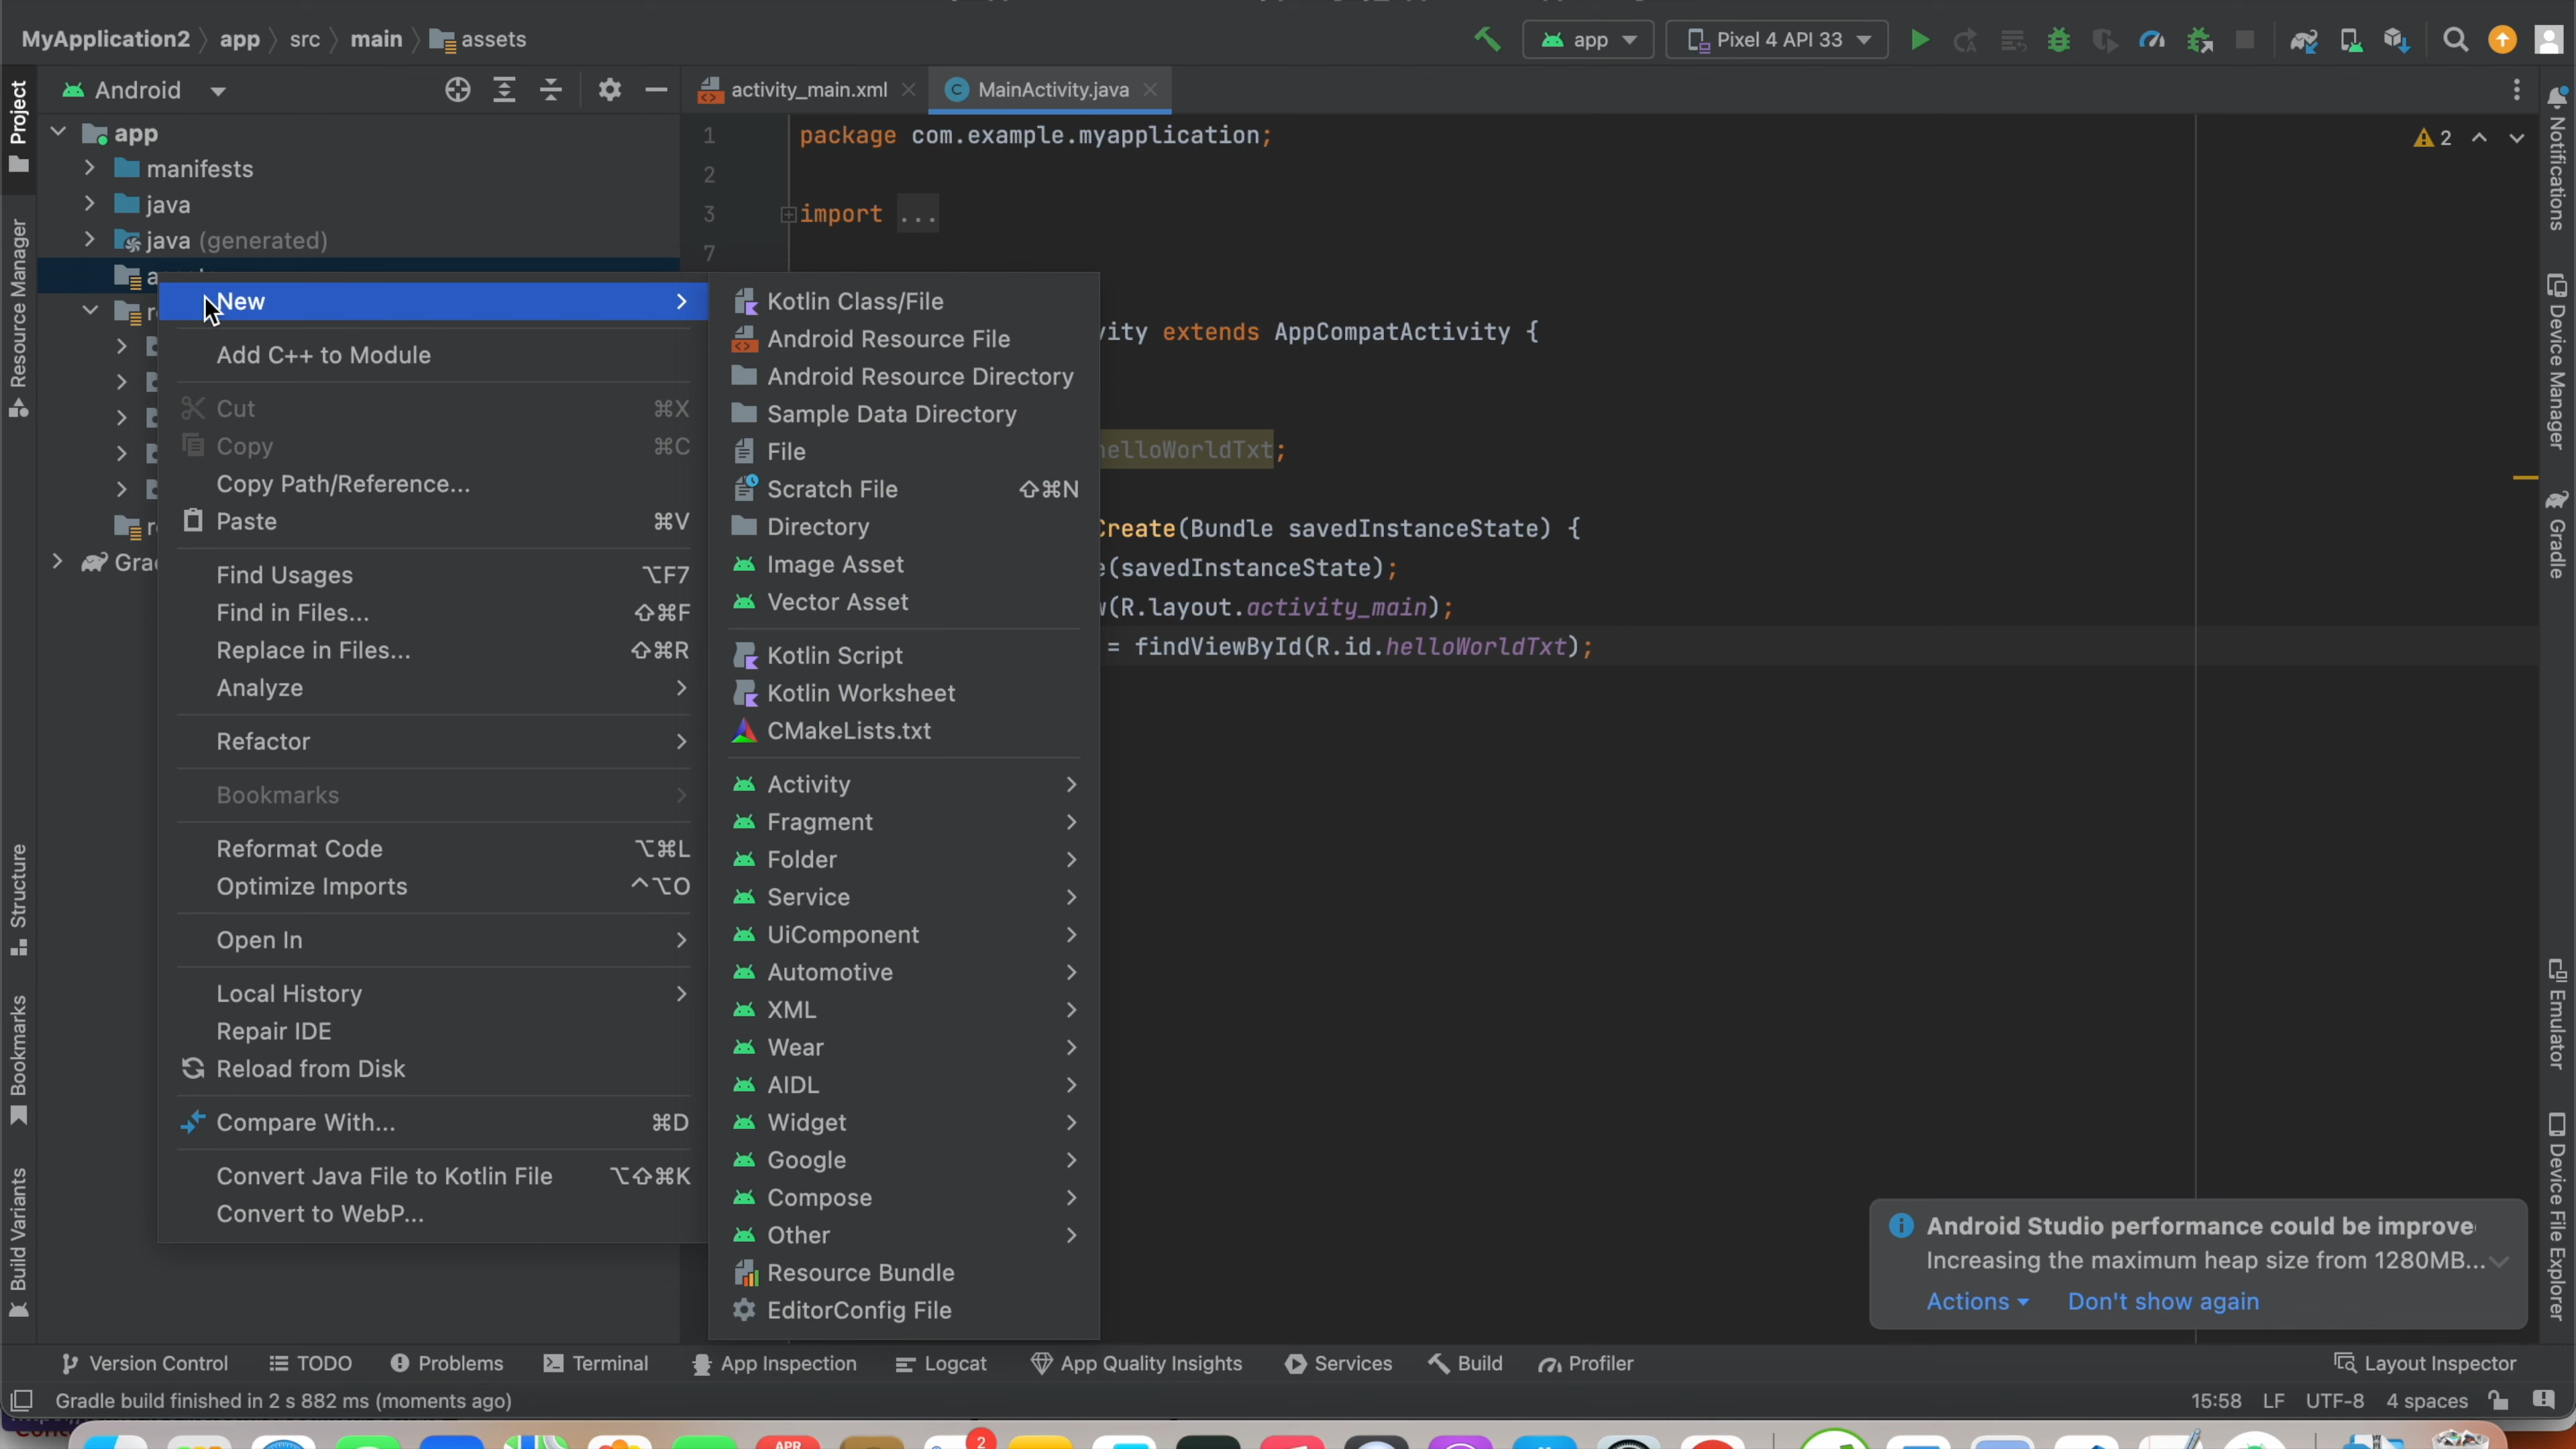 MyApplication2 > app > src > main > assets
app
Pixel 4 API 33
Project
Android
activity_main.xml
MainActivity.java
app
manifests
java
java (generated)
Gra
Resource Manager
Structure
Bookmarks
Build Variants
New
Add C++ to Module
Cut ⌘X
Copy ⌘C
Copy Path/Reference...
Paste ⌘V
Find Usages ⌥F7
Find in Files... ⇧⌘F
Replace in Files... ⇧⌘R
Analyze
Refactor
Bookmarks
Reformat Code ⌥⌘L
Optimize Imports ^⌥O
Open In
Local History
Repair IDE
Reload from Disk
Compare With... ⌘D
Convert Java File to Kotlin File ⌥⇧⌘K
Convert to WebP...
Kotlin Class/File
Android Resource File
Android Resource Directory
Sample Data Directory
File
Scratch File ⇧⌘N
Directory
Image Asset
Vector Asset
Kotlin Script
Kotlin Worksheet
CMakeLists.txt
Activity
Fragment
Folder
Service
UiComponent
Automotive
XML
Wear
AIDL
Widget
Google
Compose
Other
Resource Bundle
EditorConfig File
1 package com.example.myapplication;
2
3 import ...
7
vity extends AppCompatActivity {
helloWorldTxt;
Create(Bundle savedInstanceState) {
e(savedInstanceState);
w(R.layout.activity_main);
= findViewById(R.id.helloWorldTxt);
2
Notifications
Device Manager
Gradle
Emulator
Device File Explorer
Android Studio performance could be improve
Increasing the maximum heap size from 1280MB...
Actions Don't show again
Version Control TODO Problems Terminal App Inspection Logcat App Quality Insights Services Build Profiler Layout Inspector
Gradle build finished in 2 s 882 ms (moments ago) 15:58 LF UTF-8 4 spaces
APR
2